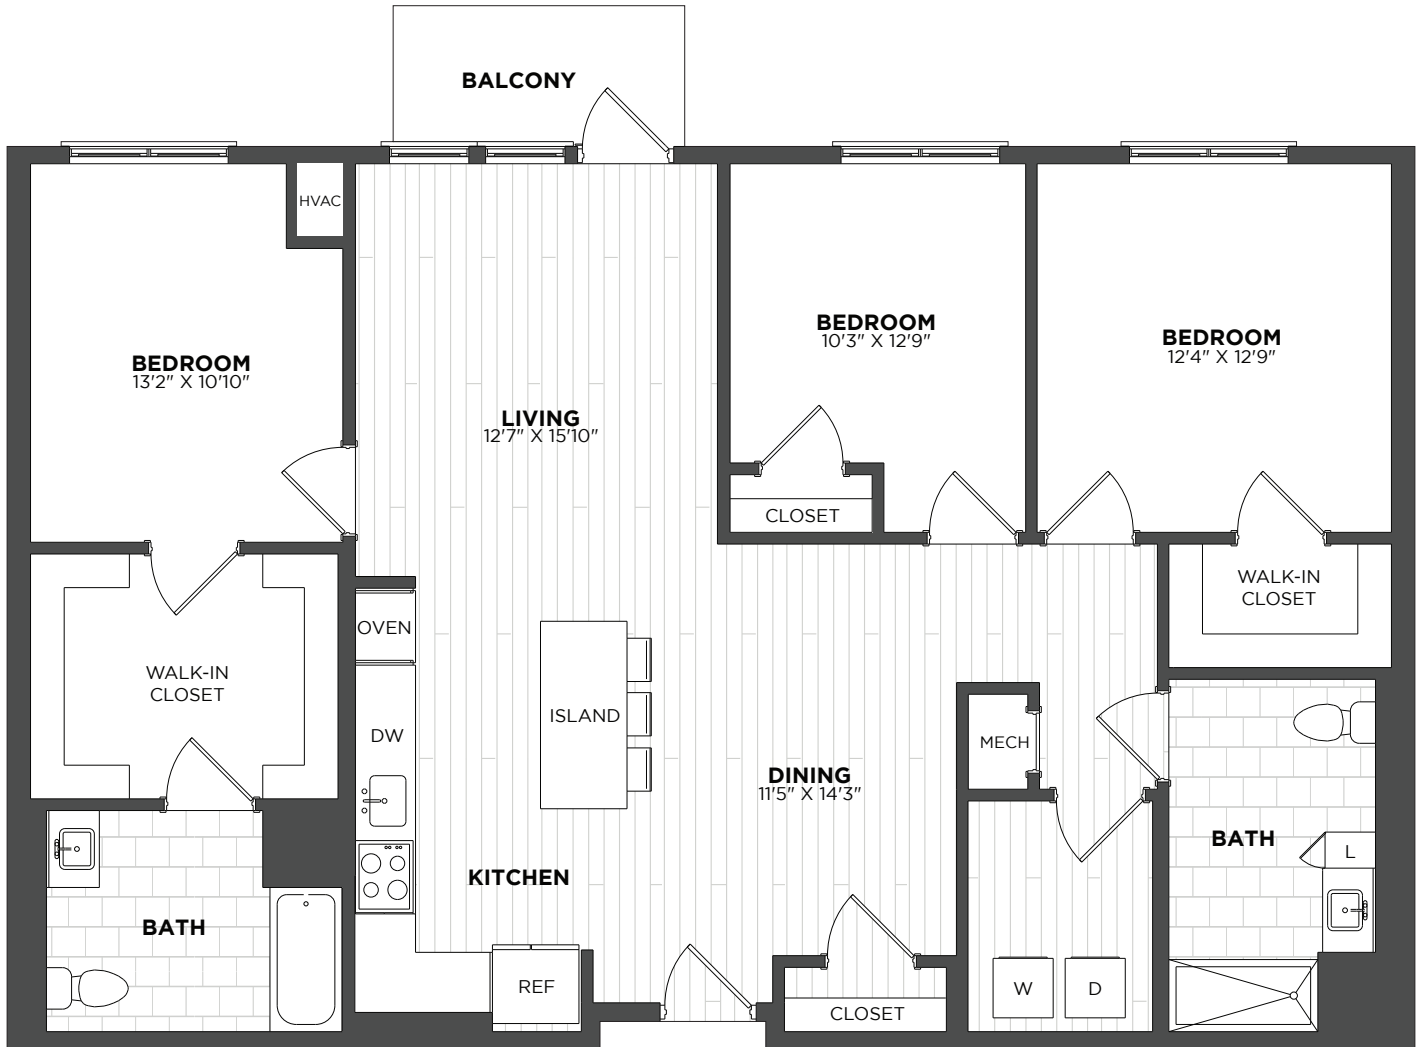 BALCONY
HVAC
BEDROOM
13'2" X 10'10"
LIVING
12'7" X 15'10"
BEDROOM
10'3" X 12'9"
BEDROOM
12'4" X 12'9"
CLOSET
WALK-IN
CLOSET
OVEN
WALK-IN
CLOSET
ISLAND
DW
MECH
DINING
11'5" X 14'3"
BATH
L
KITCHEN
BATH
REF
W
D
CLOSET